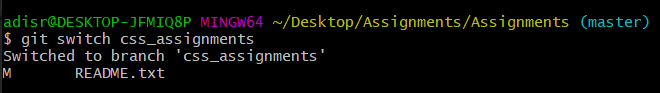 adisr@DESKTOP-JFMIQ8P MINGW64 ~/Desktop/Assignments/Assignments (master)
$ git switch css_assignments
Switched to branch 'css_assignments'
M       README.txt